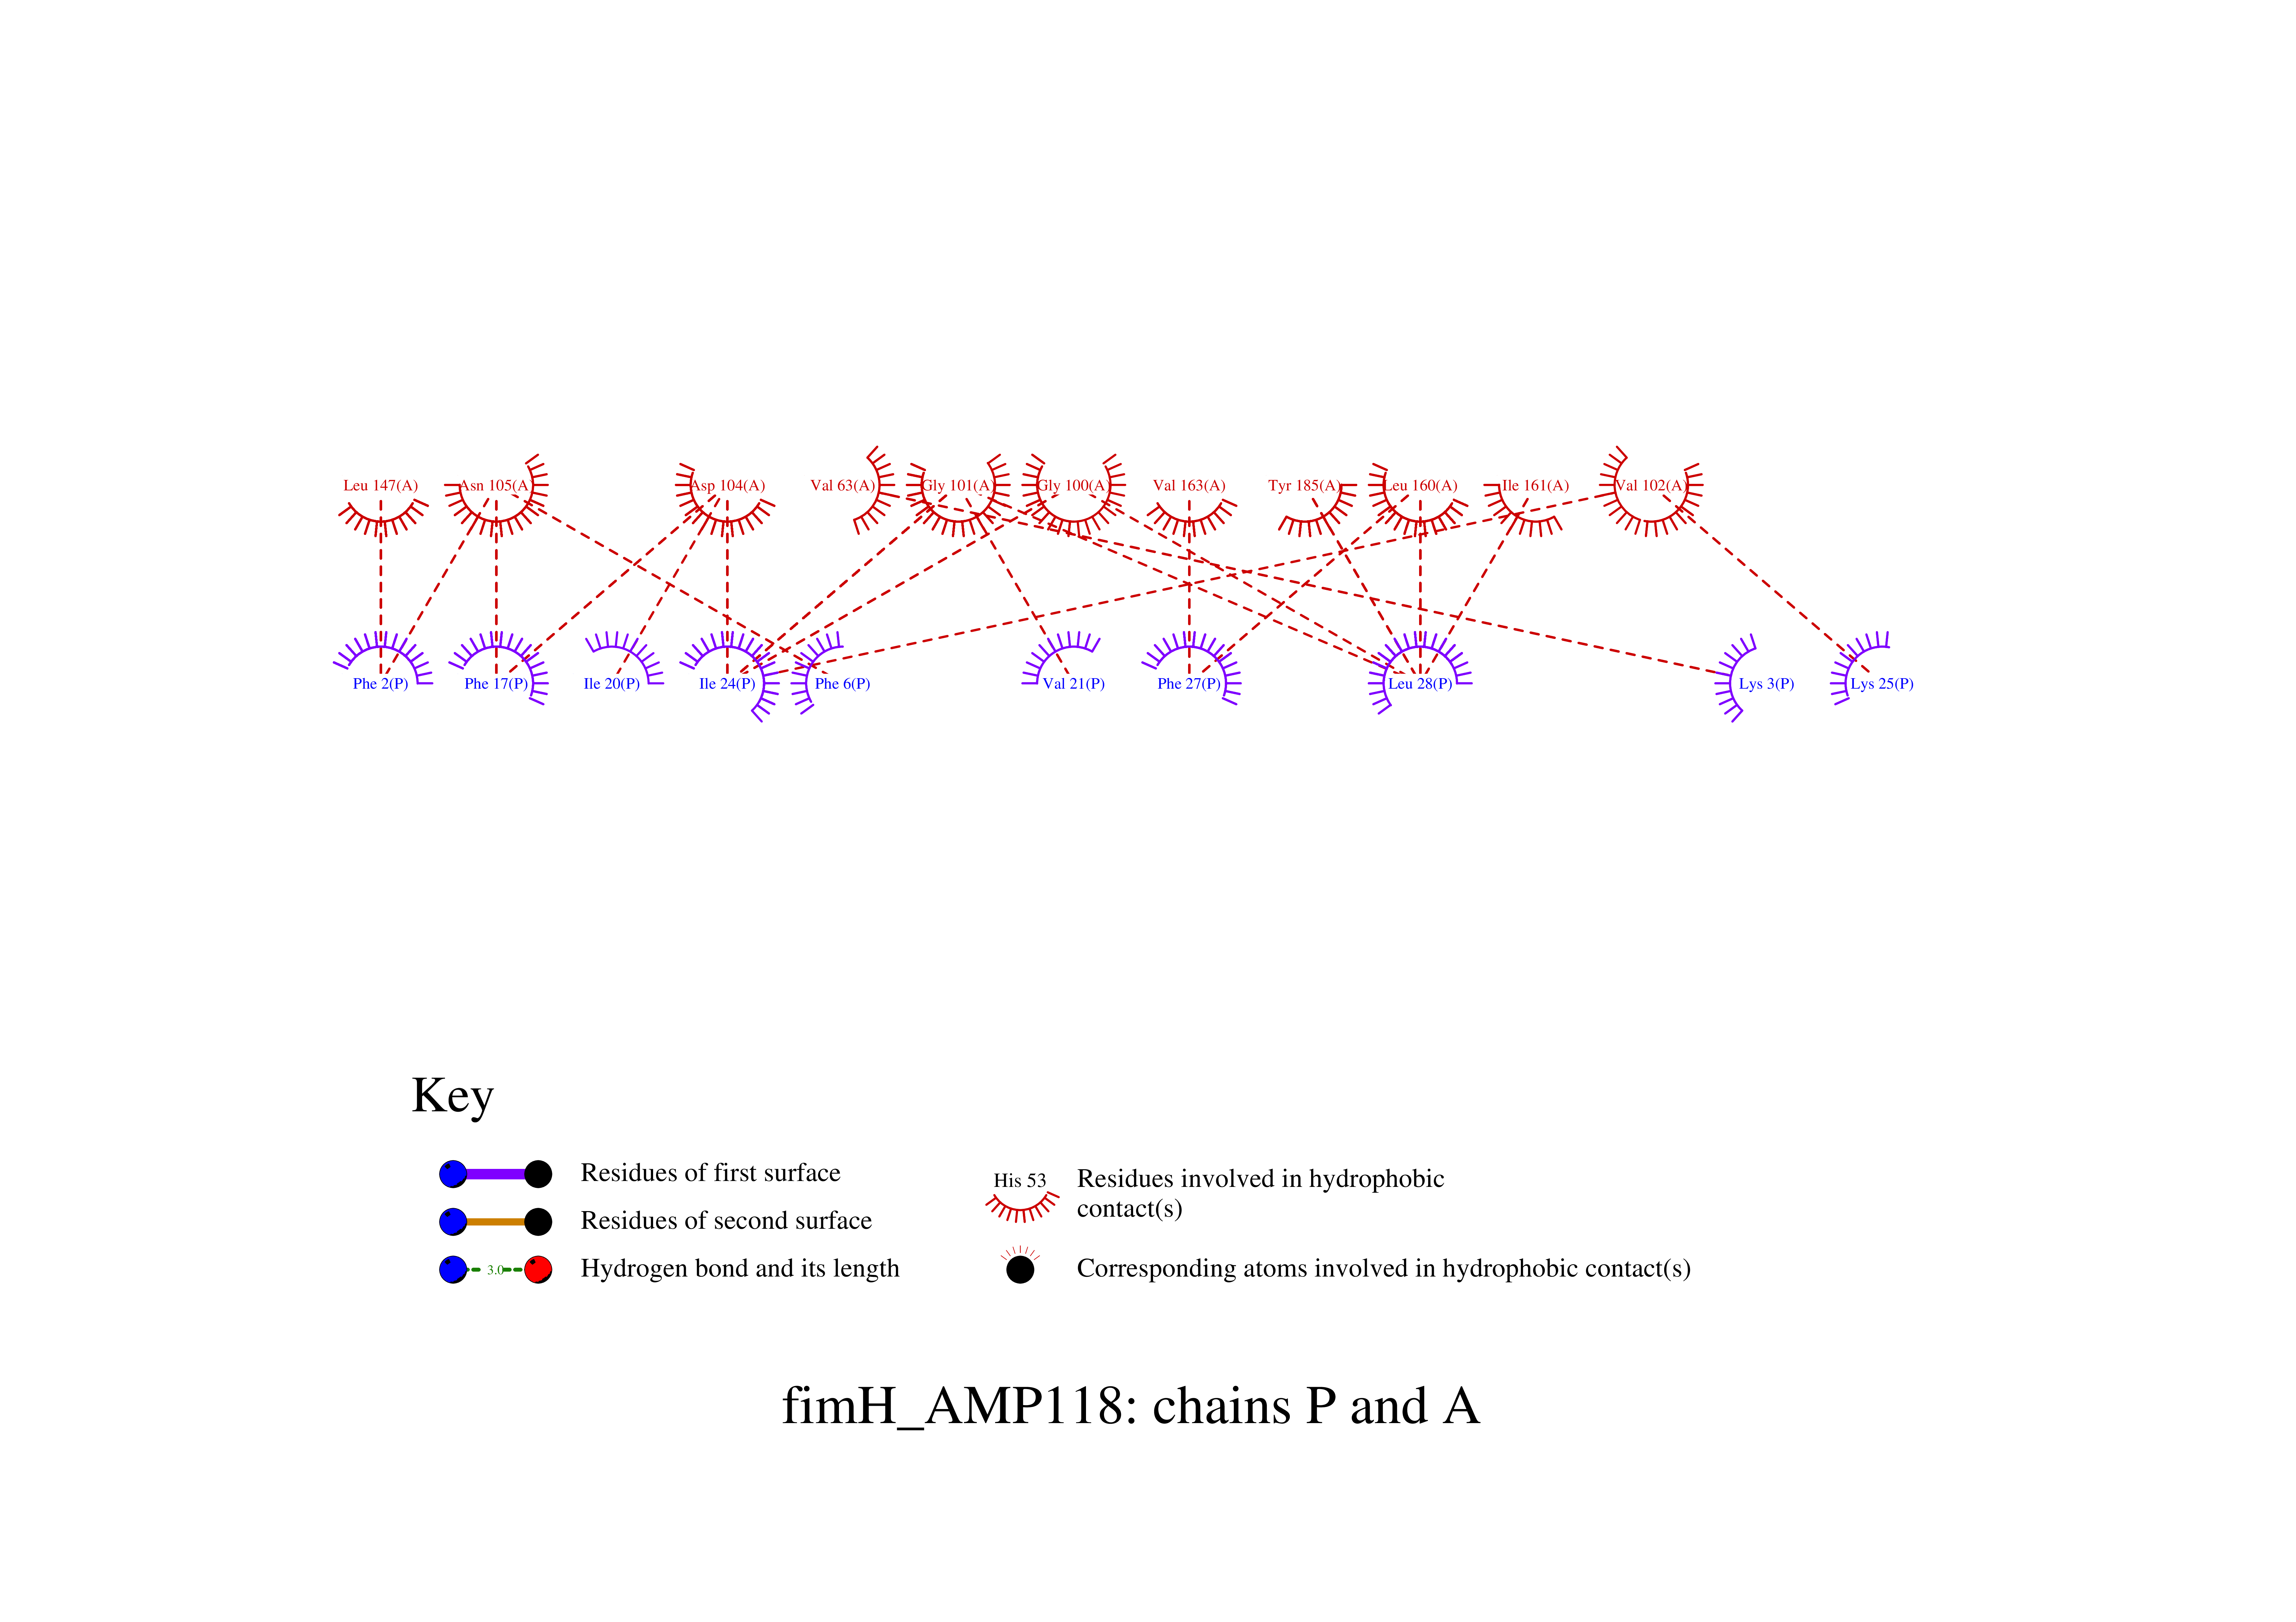 Leu 147(A) Asn 105(A) Asp 104(A) Val 63(A) Gly 101(A) Gly 100(A) Val 163(A) Tyr 185(A) Leu 160(A) Ile 161(A) Val 102(A)
Phe 2(P) Phe 17(P) Ile 20(P) Ile 24(P) Phe 6(P) Val 21(P) Phe 27(P) Leu 28(P) Lys 3(P) Lys 25(P)
Key
Residues of first surface
Residues of second surface
3.0 Hydrogen bond and its length
His 53 Residues involved in hydrophobic
contact(s)
Corresponding atoms involved in hydrophobic contact(s)
fimH_AMP118: chains P and A